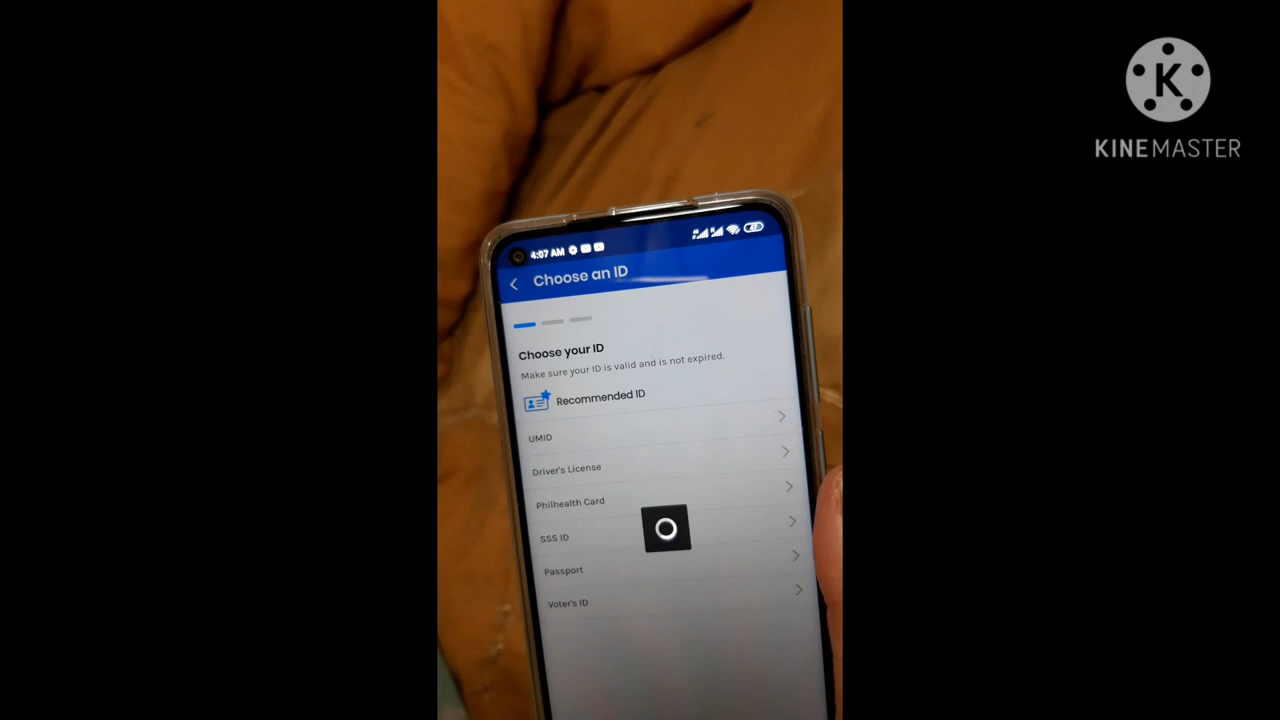 K
KINEMASTER
4:07 AM
47
Choose an ID
Choose your ID
Make sure your ID is valid and is not expired.
Recommended ID
UMID
Driver's License
Philhealth Card
SSS ID
Passport
Voter's ID